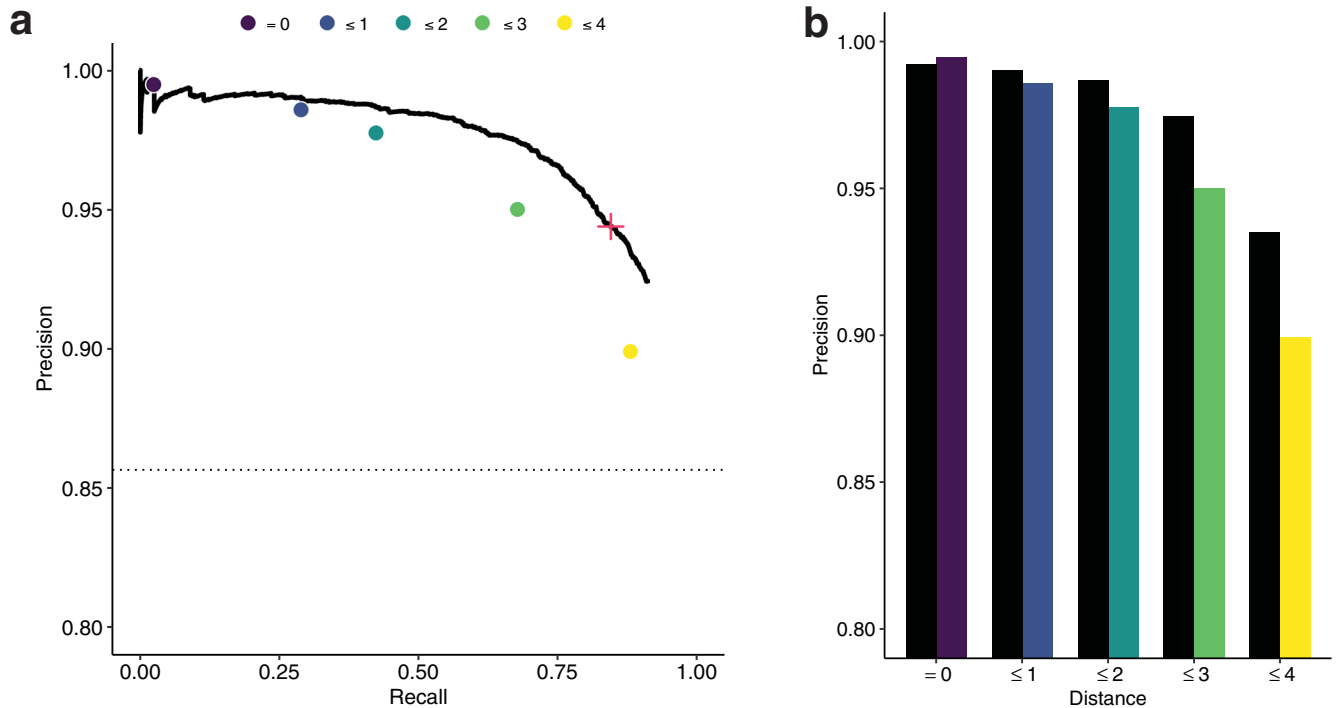 a
= 0 ≤ 1 ≤ 2 ≤ 3 ≤ 4
1.00
0.95
0.90
0.85
0.80
Precision
0.00 0.25 0.50 0.75 1.00
Recall
b
1.00
0.95
0.90
0.85
0.80
Precision
= 0 ≤ 1 ≤ 2 ≤ 3 ≤ 4
Distance